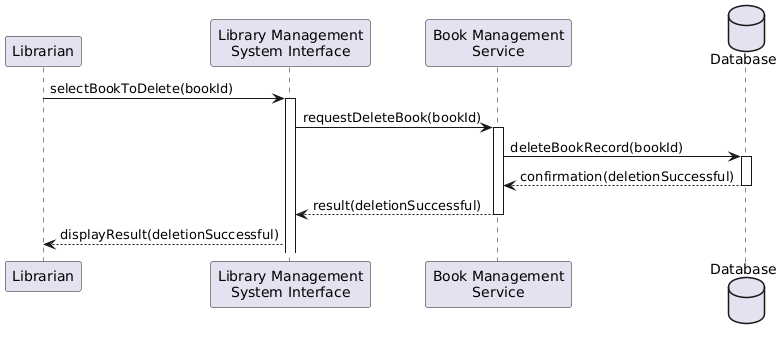 Librarian
Library Management
System Interface
Book Management
Service
Database
selectBookToDelete(bookId)
requestDeleteBook(bookId)
deleteBookRecord(bookId)
confirmation(deletionSuccessful)
result(deletionSuccessful)
displayResult(deletionSuccessful)
Librarian
Library Management
System Interface
Book Management
Service
Database